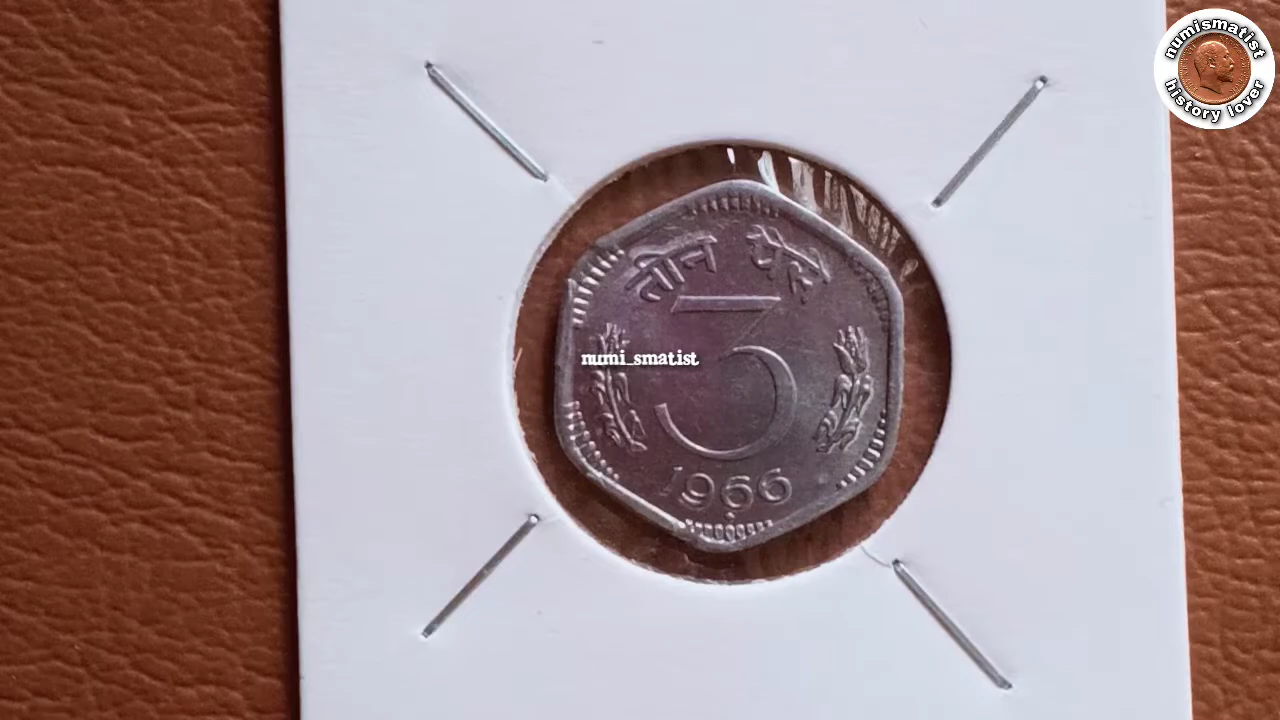 numismatist
history lover
तीन पैसे
3
numi_smatist
1966